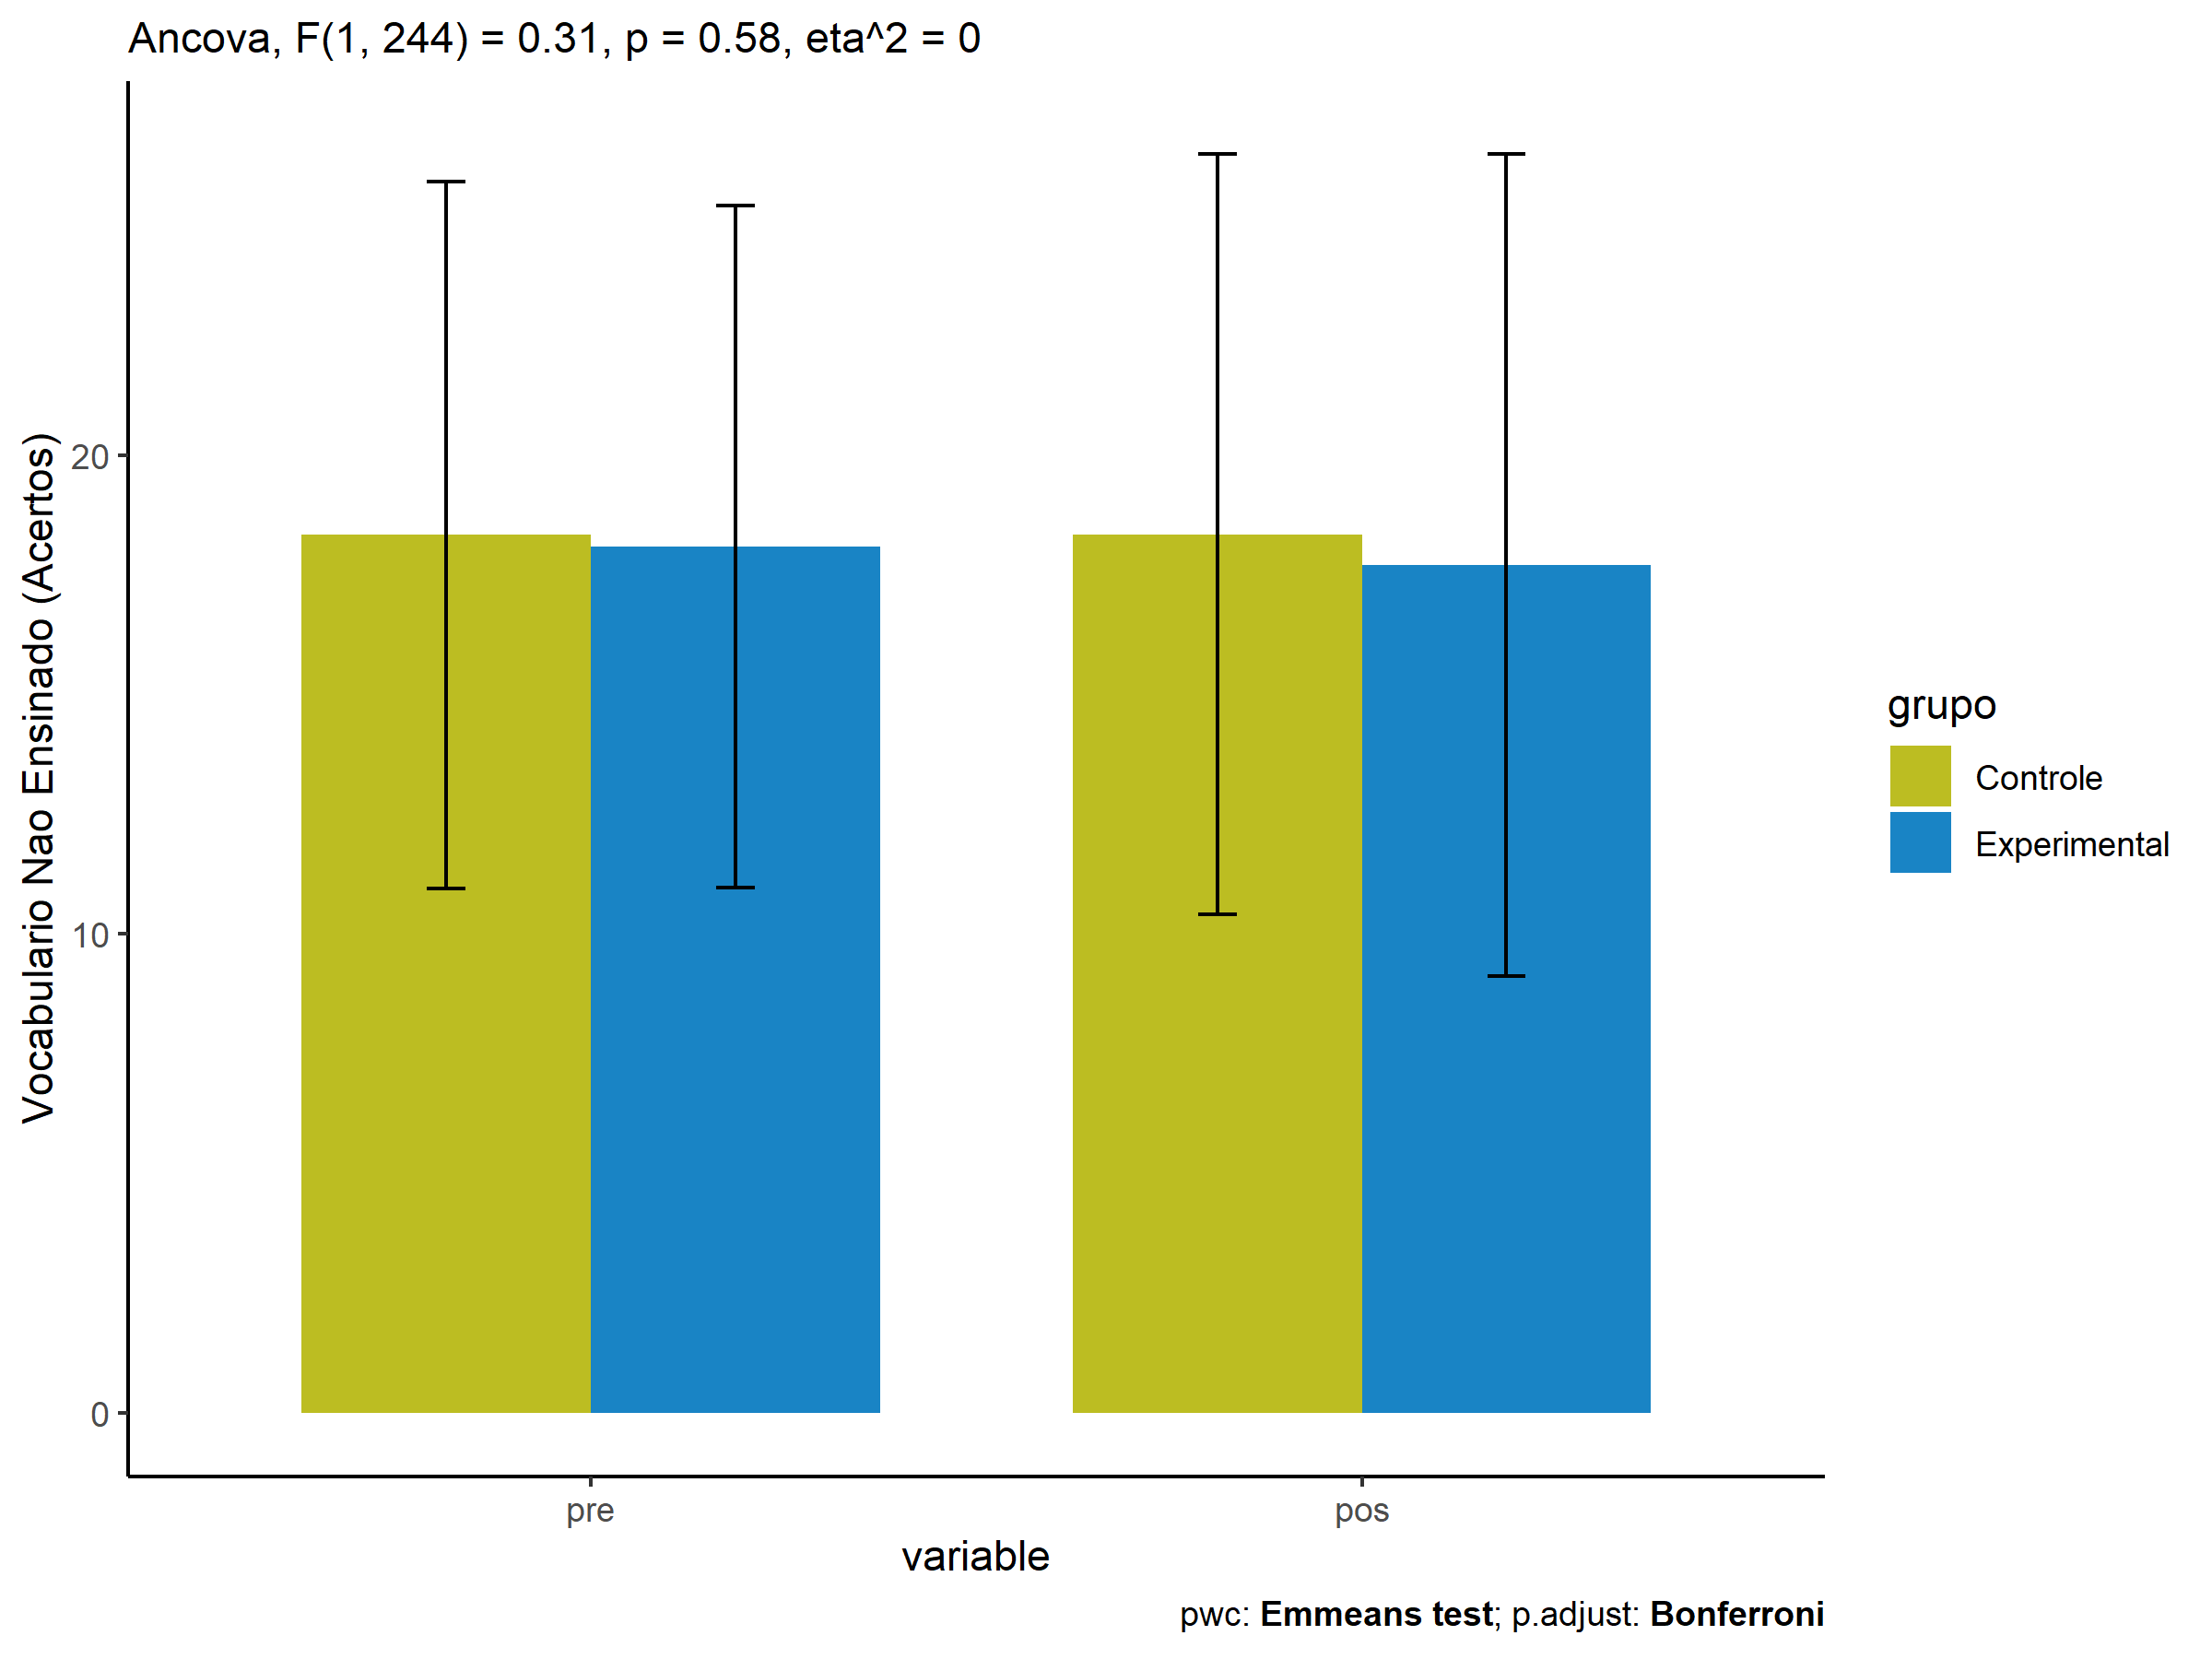 Ancova, F(1, 244) = 0.31, p = 0.58, eta^2 = 0
Vocabulario Nao Ensinado (Acertos)
20
10
0
pre
pos
variable
grupo
Controle
Experimental
pwc: Emmeans test; p.adjust: Bonferroni